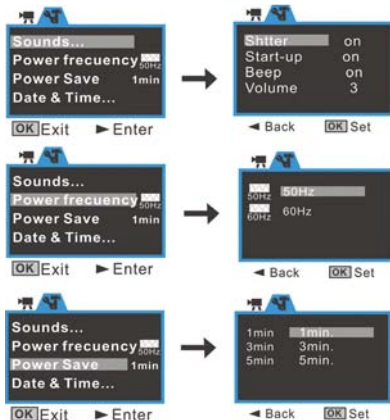 Sounds...
Power frecuency 50Hz
Power Save 1min
Date & Time...
OK Exit ► Enter
Shtter on
Start-up on
Beep on
Volume 3
◄ Back OK Set
Sounds...
Power frecuency 50Hz
Power Save 1min
Date & Time...
OK Exit ► Enter
50Hz 50Hz
60Hz 60Hz
◄ Back OK Set
Sounds...
Power frecuency 50Hz
Power Save 1min
Date & Time...
OK Exit ► Enter
1min 1min.
3min 3min.
5min 5min.
◄ Back OK Set